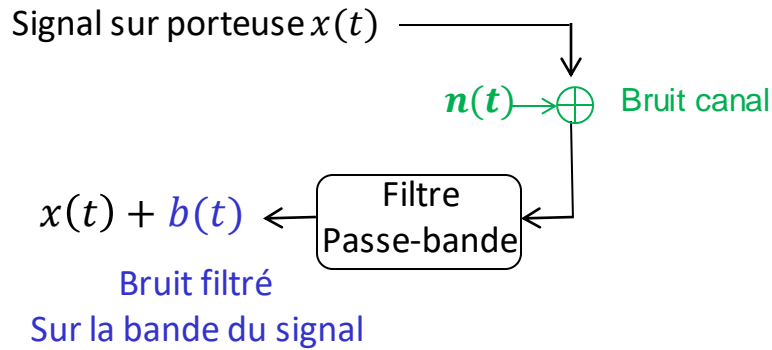 Signal sur porteuse x(t)
n(t) Bruit canal
Filtre
Passe-bande
x(t) + b(t)
Bruit filtré
Sur la bande du signal